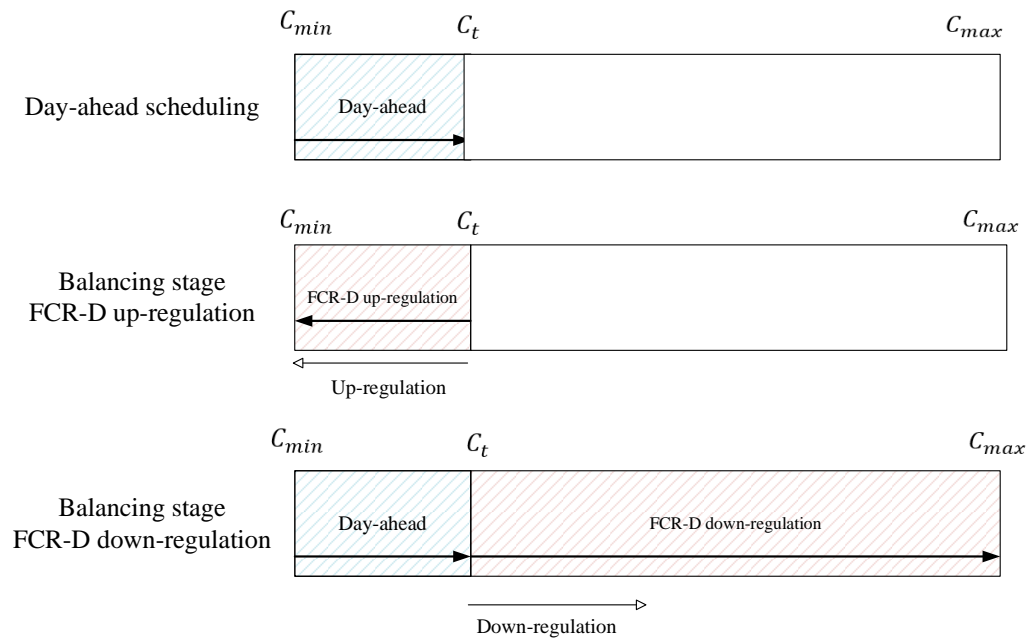 C_min C_t C_max
Day-ahead scheduling
Day-ahead
C_min C_t C_max
Balancing stage
FCR-D up-regulation
FCR-D up-regulation
Up-regulation
C_min C_t C_max
Balancing stage
FCR-D down-regulation
Day-ahead
FCR-D down-regulation
Down-regulation